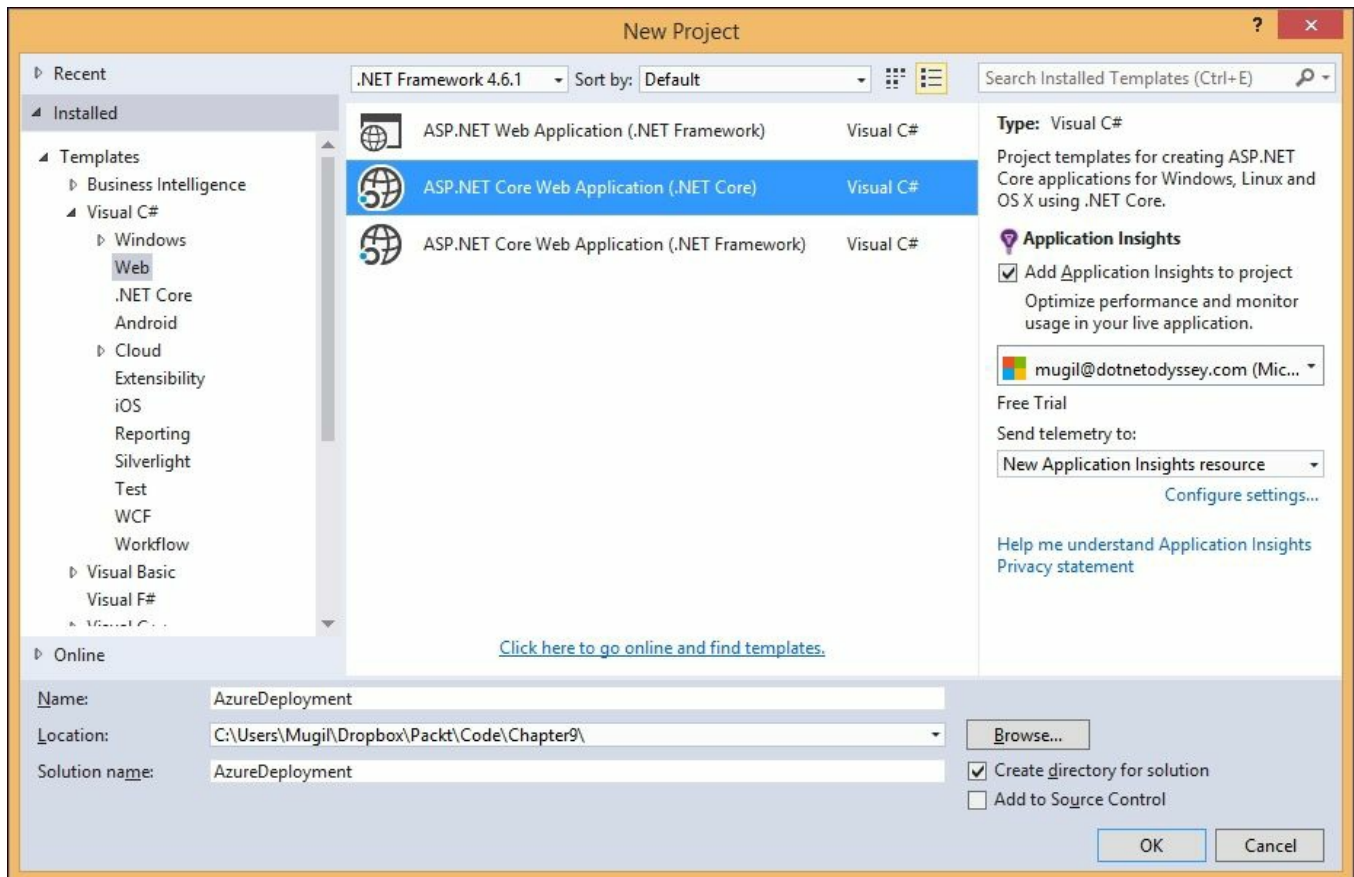 New Project
?
Recent
Installed
Templates
Business Intelligence
Visual C#
Windows
Web
.NET Core
Android
Cloud
Extensibility
iOS
Reporting
Silverlight
Test
WCF
Workflow
Visual Basic
Visual F#
Online
.NET Framework 4.6.1
Sort by: Default
ASP.NET Web Application (.NET Framework) Visual C#
ASP.NET Core Web Application (.NET Core) Visual C#
ASP.NET Core Web Application (.NET Framework) Visual C#
Click here to go online and find templates.
Search Installed Templates (Ctrl+E)
Type: Visual C#
Project templates for creating ASP.NET
Core applications for Windows, Linux and
OS X using .NET Core.
Application Insights
Add Application Insights to project
Optimize performance and monitor
usage in your live application.
mugil@dotnetodyssey.com (Mic...
Free Trial
Send telemetry to:
New Application Insights resource
Configure settings...
Help me understand Application Insights
Privacy statement
Name: AzureDeployment
Location: C:\Users\Mugil\Dropbox\Packt\Code\Chapter9\
Browse...
Solution name: AzureDeployment
Create directory for solution
Add to Source Control
OK Cancel